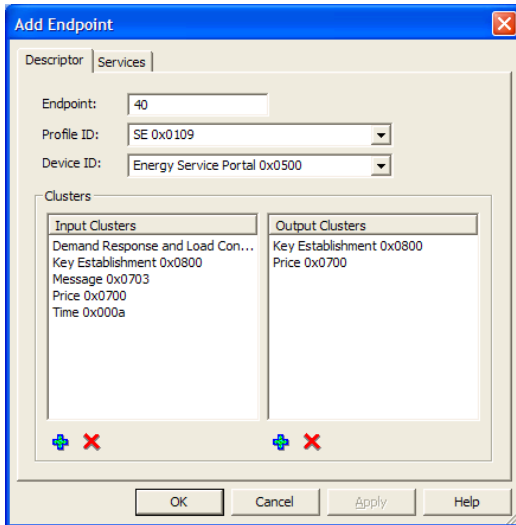 Add Endpoint
Descriptor Services
Endpoint: 40
Profile ID: SE 0x0109
Device ID: Energy Service Portal 0x0500
Clusters
Input Clusters Output Clusters
Demand Response and Load Con... Key Establishment 0x0800
Key Establishment 0x0800 Price 0x0700
Message 0x0703
Price 0x0700
Time 0x000a
OK Cancel Apply Help